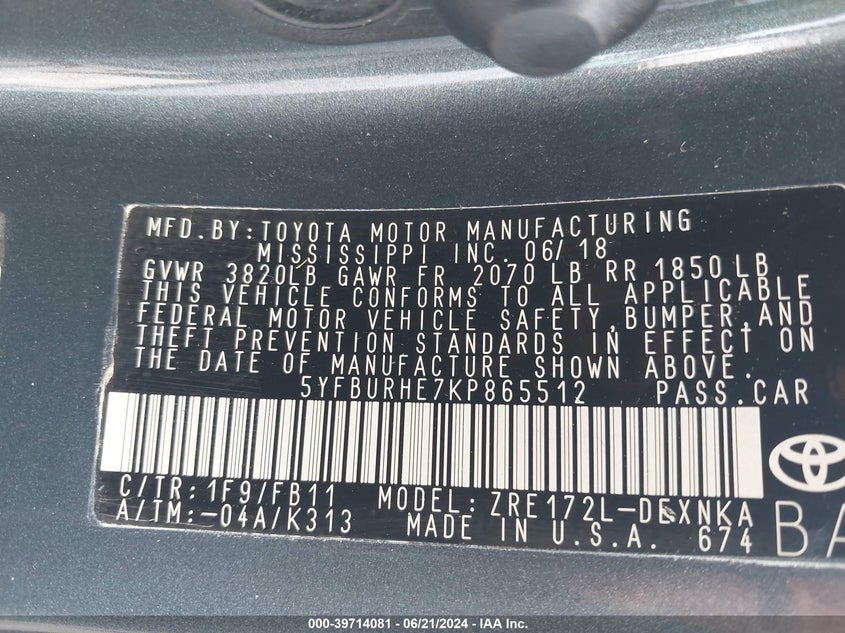 MFD. BY: TOYOTA MOTOR MANUFACTURING
MISSISSIPPI INC. 06/ 18
GVWR 3820LB GAWR FR 2070 LB RR 1850 LB
THIS VEHICLE CONFORMS TO ALL APPLICABLE
FEDERAL MOTOR VEHICLE SAFETY, BUMPER, AND
THEFT PREVENTION STANDARDS IN EFFECT ON
THE DATE OF MANUFACTURE SHOWN ABOVE.
5YFBURHE7KP865512 PASS. CAR
C/TR: 1F9/FB11 MODEL: ZRE172L-DEXNKA
A/TM:-04A/K313 MADE IN U.S.A. 674
BA
000-39714081 - 06/21/2024 - IAA Inc.